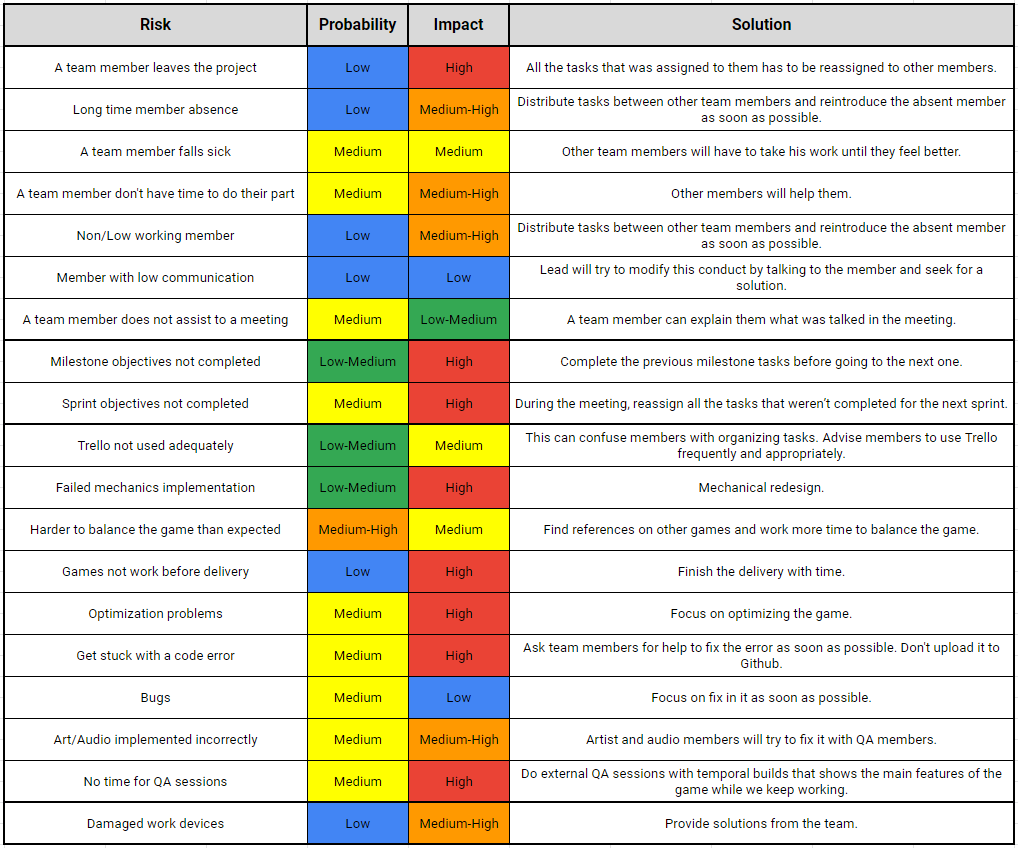 Risk Probability Impact Solution
A team member leaves the project Low High All the tasks that was assigned to them has to be reassigned to other members.
Long time member absence Low Medium-High Distribute tasks between other team members and reintroduce the absent member
as soon as possible.
A team member falls sick Medium Medium Other team members will have to take his work until they feel better.
A team member don't have time to do their part Medium Medium-High Other members will help them.
Non/Low working member Low Medium-High Distribute tasks between other team members and reintroduce the absent member
as soon as possible.
Member with low communication Low Low Lead will try to modify this conduct by talking to the member and seek for a
solution.
A team member does not assist to a meeting Medium Low-Medium A team member can explain them what was talked in the meeting.
Milestone objectives not completed Low-Medium High Complete the previous milestone tasks before going to the next one.
Sprint objectives not completed Medium High During the meeting, reassign all the tasks that weren't completed for the next sprint.
Trello not used adequately Low-Medium Medium This can confuse members with organizing tasks. Advise members to use Trello
frequently and appropriately.
Failed mechanics implementation Low-Medium High Mechanical redesign.
Harder to balance the game than expected Medium-High Medium Find references on other games and work more time to balance the game.
Games not work before delivery Low High Finish the delivery with time.
Optimization problems Medium High Focus on optimizing the game.
Get stuck with a code error Medium High Ask team members for help to fix the error as soon as possible. Don't upload it to
Github.
Bugs Medium Low Focus on fix in it as soon as possible.
Art/Audio implemented incorrectly Medium Medium-High Artist and audio members will try to fix it with QA members.
No time for QA sessions Medium High Do external QA sessions with temporal builds that shows the main features of the
game while we keep working.
Damaged work devices Low Medium-High Provide solutions from the team.